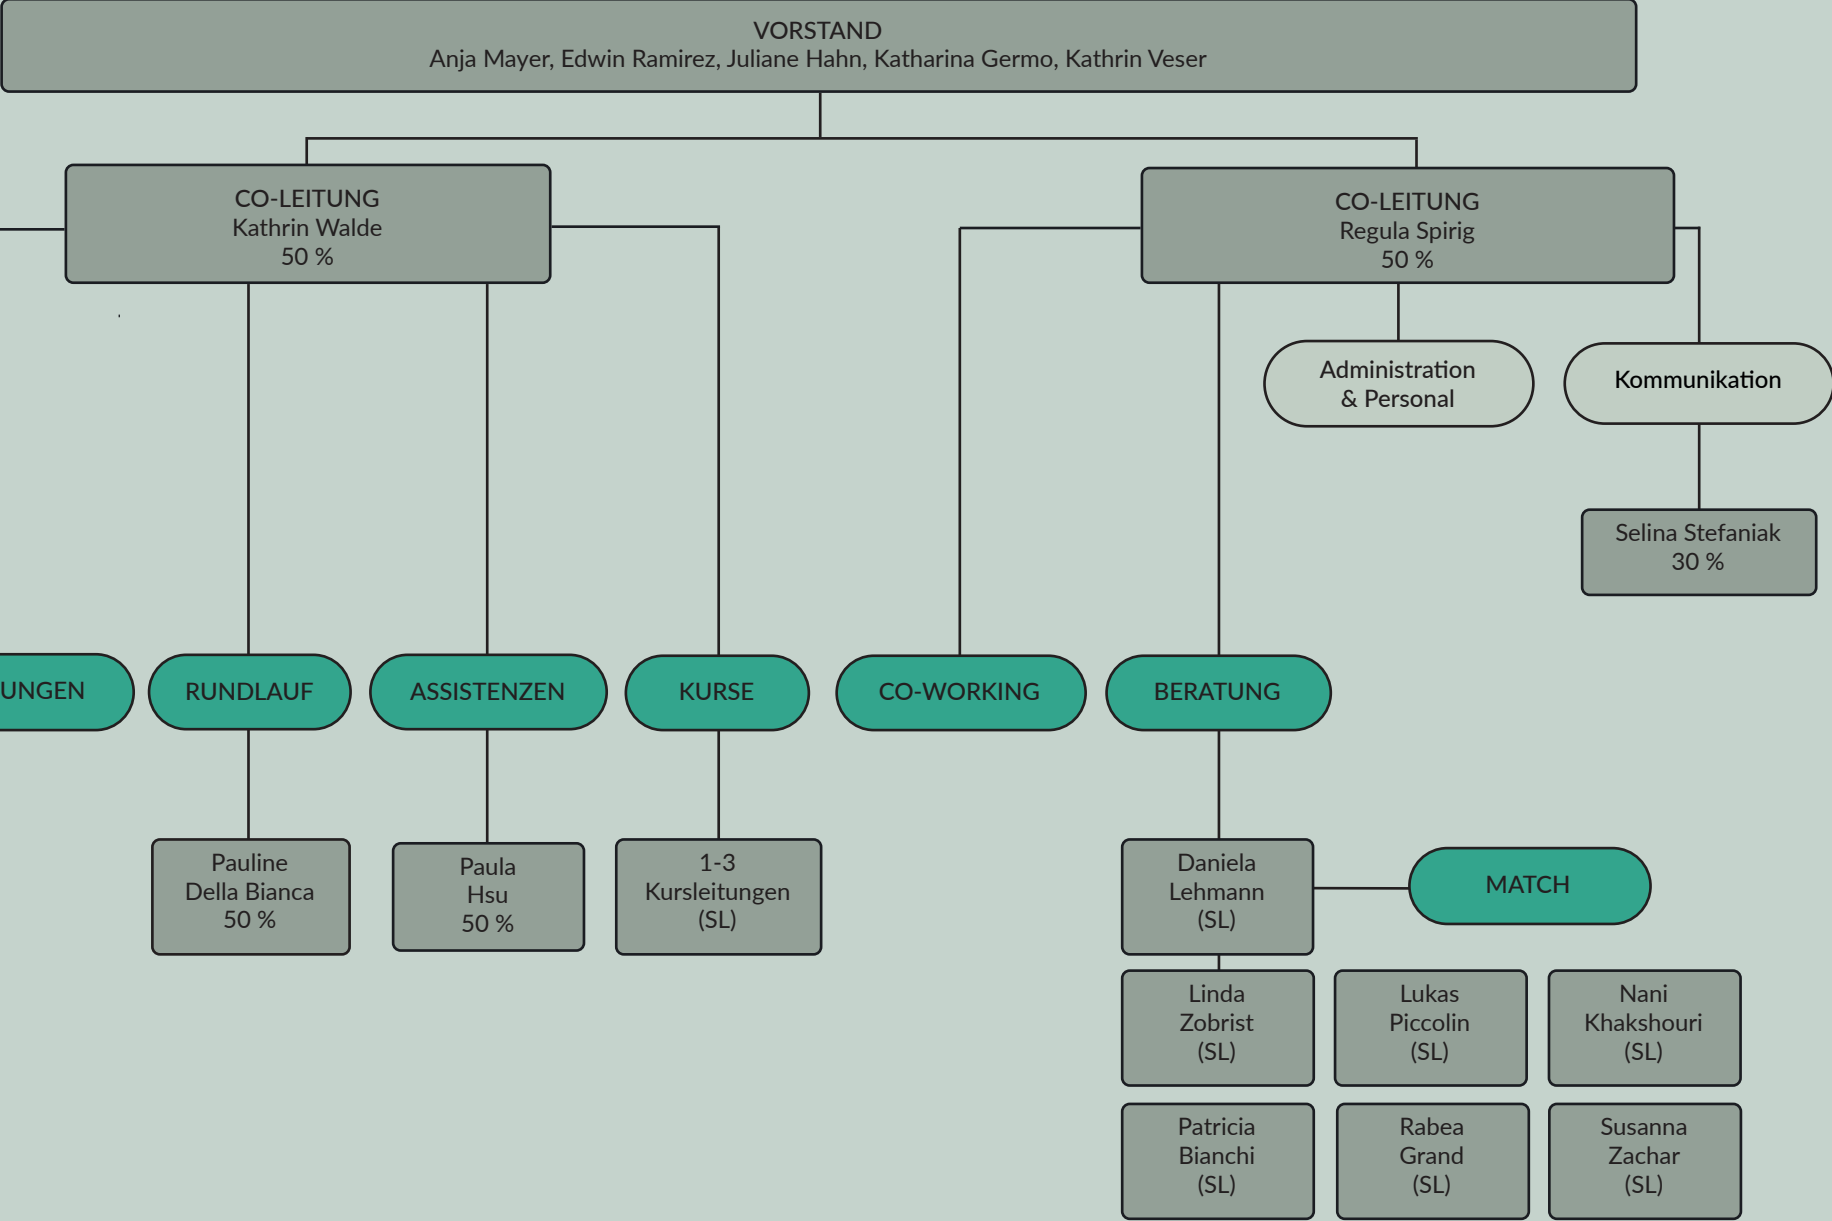 VORSTAND
Anja Mayer, Edwin Ramirez, Juliane Hahn, Katharina Germo, Kathrin Veser
CO-LEITUNG
Kathrin Walde
50 %
CO-LEITUNG
Regula Spirig
50 %
Administration
& Personal
Kommunikation
Selina Stefaniak
30 %
UNGEN
RUNDLAUF
ASSISTENZEN
KURSE
CO-WORKING
BERATUNG
Pauline
Della Bianca
50 %
Paula
Hsu
50 %
1-3
Kursleitungen
(SL)
Daniela
Lehmann
(SL)
MATCH
Linda
Zobrist
(SL)
Lukas
Piccolin
(SL)
Nani
Khakshouri
(SL)
Patricia
Bianchi
(SL)
Rabea
Grand
(SL)
Susanna
Zachar
(SL)